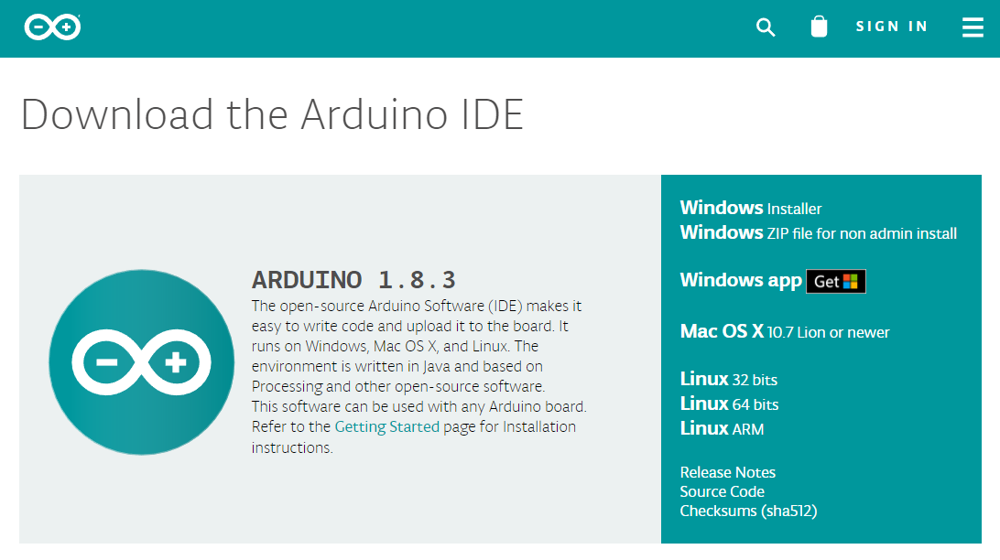 SIGN IN
Download the Arduino IDE
ARDUINO 1.8.3
The open-source Arduino Software (IDE) makes it
easy to write code and upload it to the board. It
runs on Windows, Mac OS X, and Linux. The
environment is written in Java and based on
Processing and other open-source software.
This software can be used with any Arduino board.
Refer to the Getting Started page for Installation
instructions.
Windows Installer
Windows ZIP file for non admin install
Windows app Get
Mac OS X 10.7 Lion or newer
Linux 32 bits
Linux 64 bits
Linux ARM
Release Notes
Source Code
Checksums (sha512)